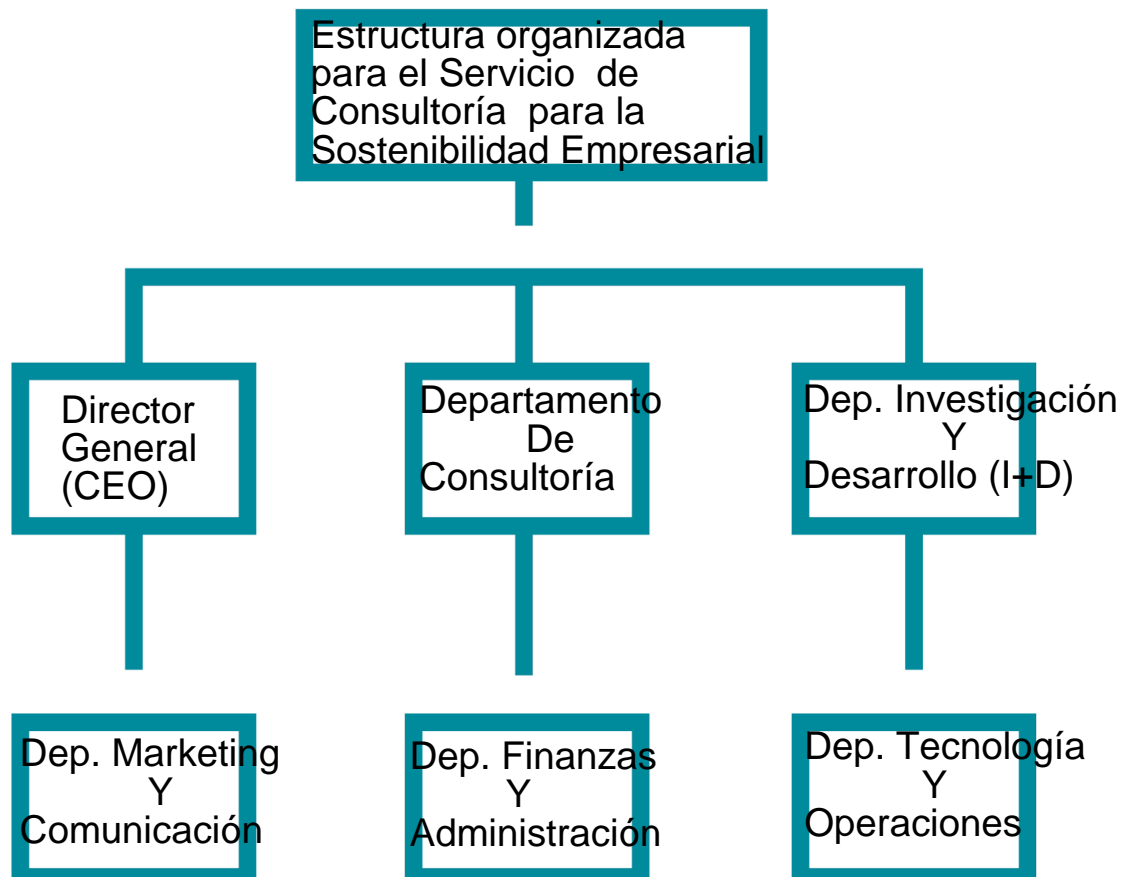 Estructura organizada
para el Servicio de
Consultoría para la
Sostenibilidad Empresarial
Director
General
(CEO)
Departamento
De
Consultoría
Dep. Investigación
Y
Desarrollo (I+D)
Dep. Marketing
Y
Comunicación
Dep. Finanzas
Y
Administración
Dep. Tecnología
Y
Operaciones